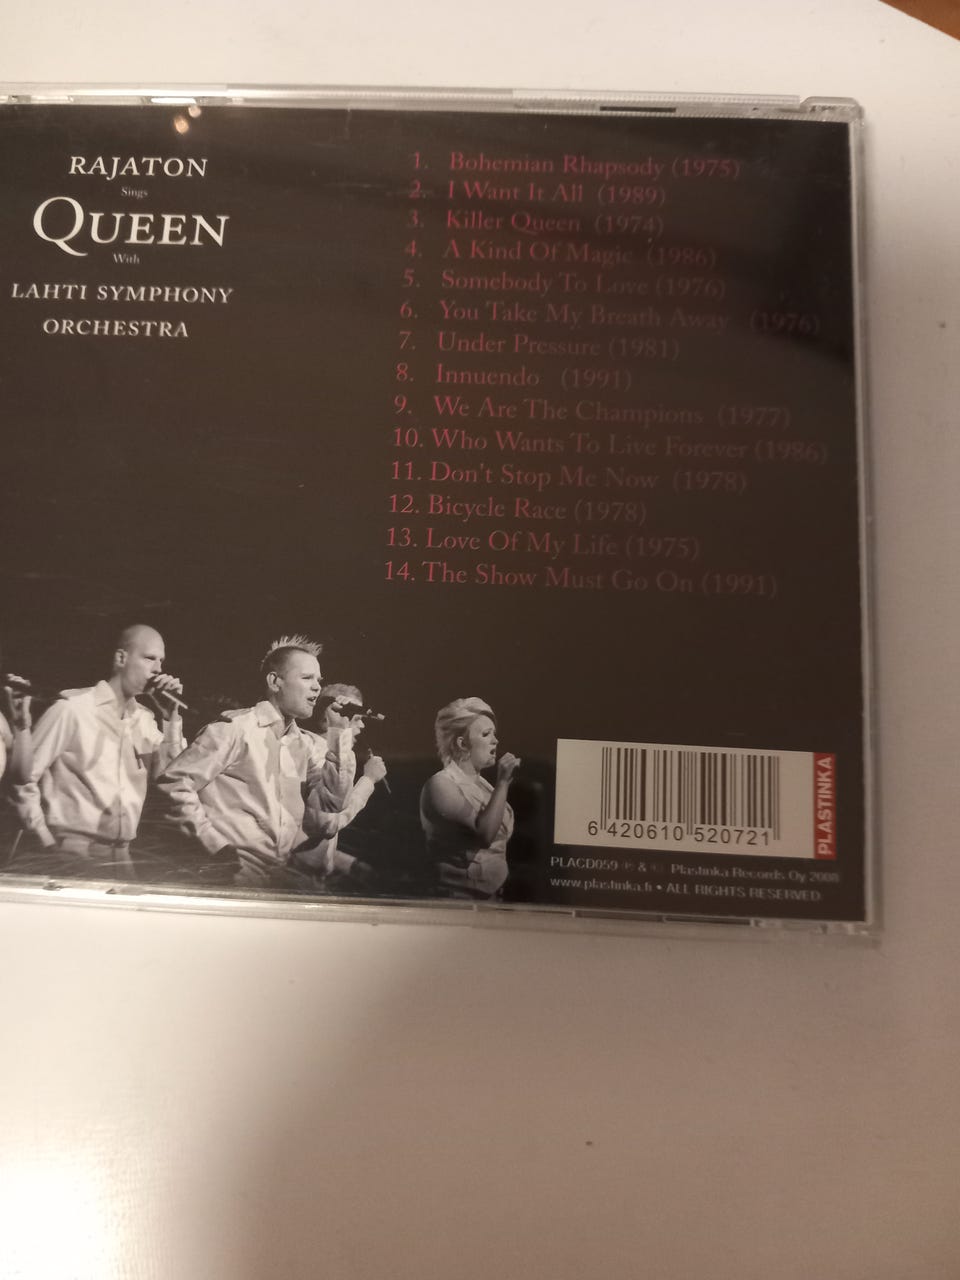 RAJATON
Sings
QUEEN
With
LAHTI SYMPHONY
ORCHESTRA
1. Bohemian Rhapsody (1975)
2. I Want It All (1989)
3. Killer Queen (1974)
4. A Kind Of Magic (1986)
5. Somebody To Love (1976)
6. You Take My Breath Away (1976)
7. Under Pressure (1981)
8. Innuendo (1991)
9. We Are The Champions (1977)
10. Who Wants To Live Forever (1986)
11. Don't Stop Me Now (1978)
12. Bicycle Race (1978)
13. Love Of My Life (1975)
14. The Show Must Go On (1991)
6 420610 520721
PLASTINKA
PLACD059 ℗ & © Plastinka Records Oy 2008
www.plastinka.fi • ALL RIGHTS RESERVED